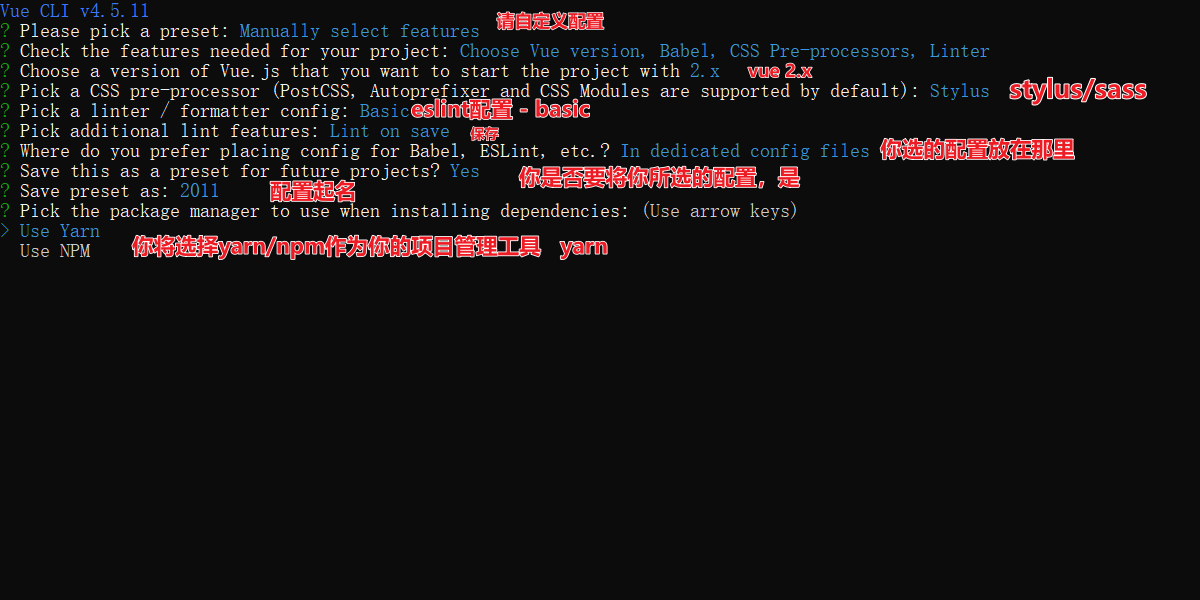 Vue CLI v4.5.11
? Please pick a preset: Manually select features 请自定义配置
? Check the features needed for your project: Choose Vue version, Babel, CSS Pre-processors, Linter
? Choose a version of Vue.js that you want to start the project with 2.x vue 2.x
? Pick a CSS pre-processor (PostCSS, Autoprefixer and CSS Modules are supported by default): Stylus stylus/sass
? Pick a linter / formatter config: Basic eslint配置 - basic
? Pick additional lint features: Lint on save 保存
? Where do you prefer placing config for Babel, ESLint, etc.? In dedicated config files 你选的配置放在那里
? Save this as a preset for future projects? Yes 你是否要将你所选的配置，是
? Save preset as: 2011 配置起名
? Pick the package manager to use when installing dependencies: (Use arrow keys)
> Use Yarn
Use NPM 你将选择yarn/npm作为你的项目管理工具 yarn